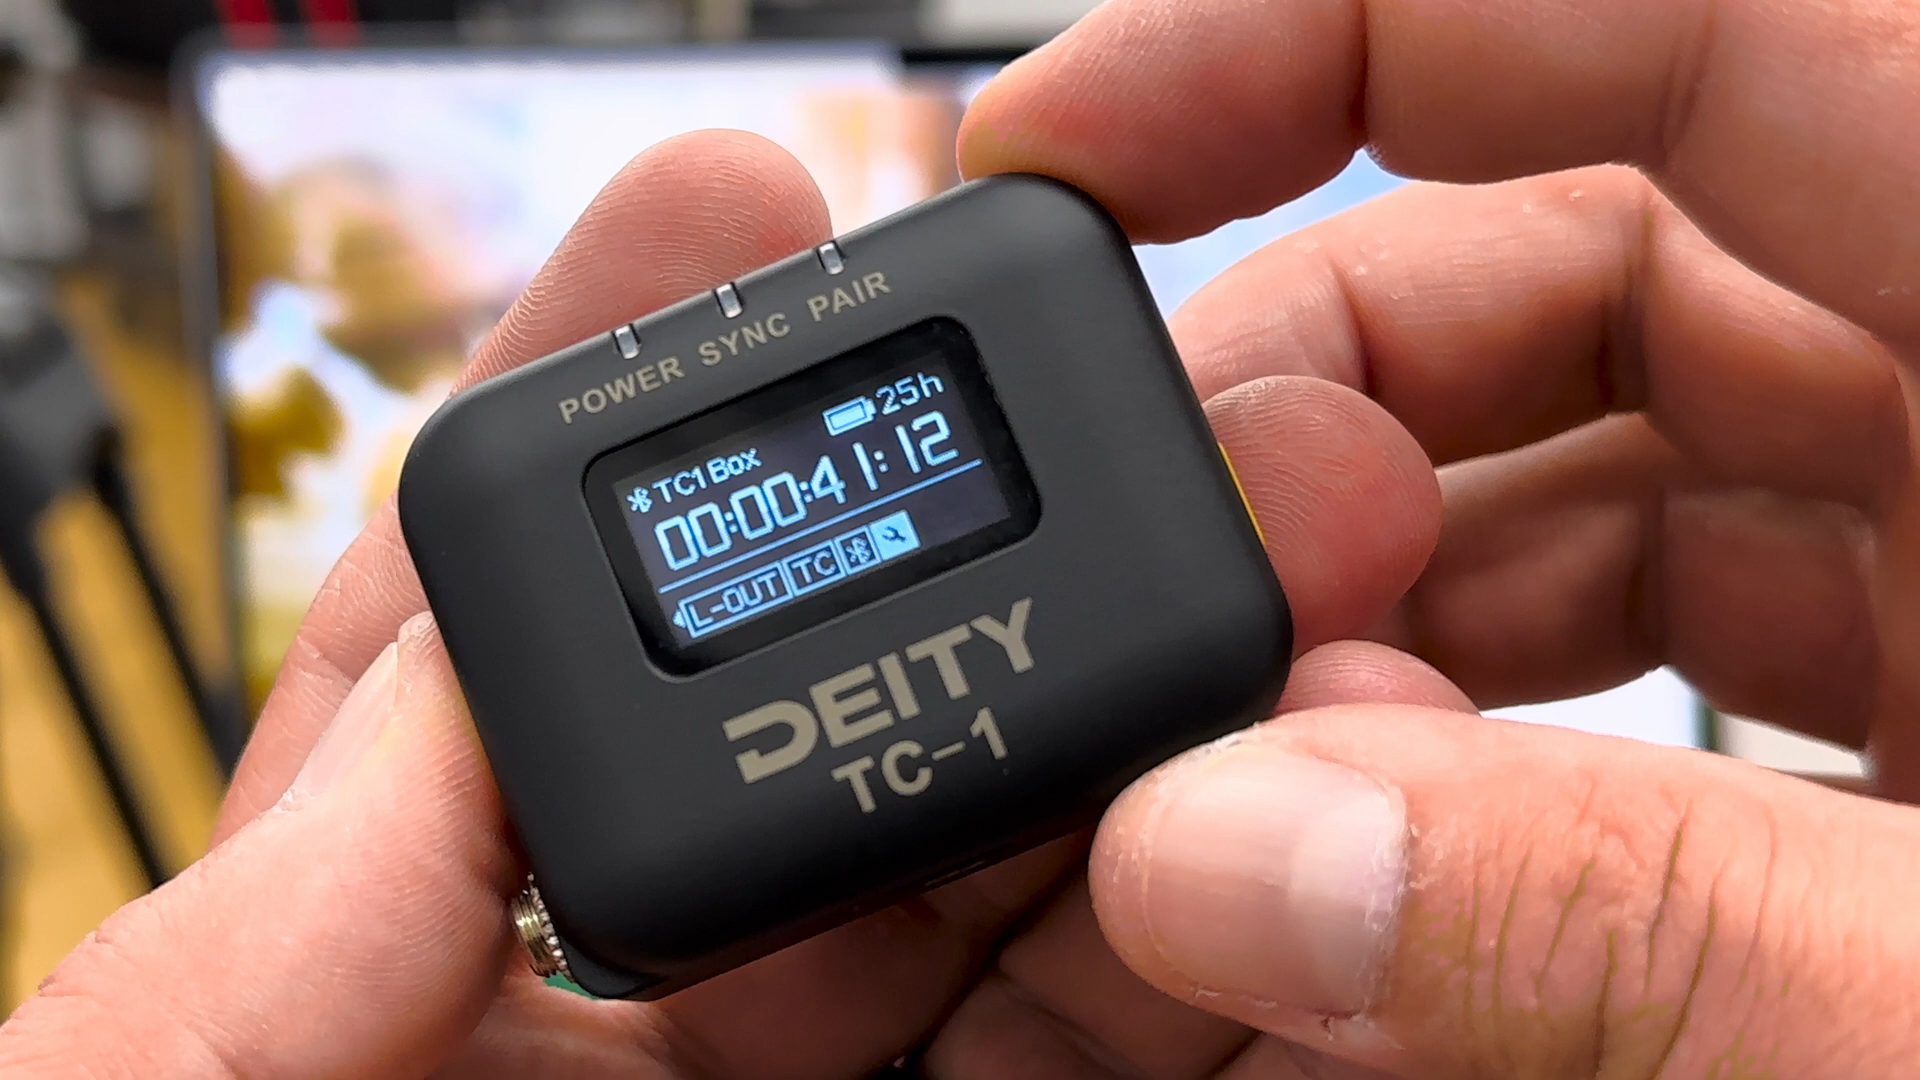 POWER SYNC PAIR
25h
TC1 Box
00:00:41:12
L-OUT TC
DEITY
TC-1